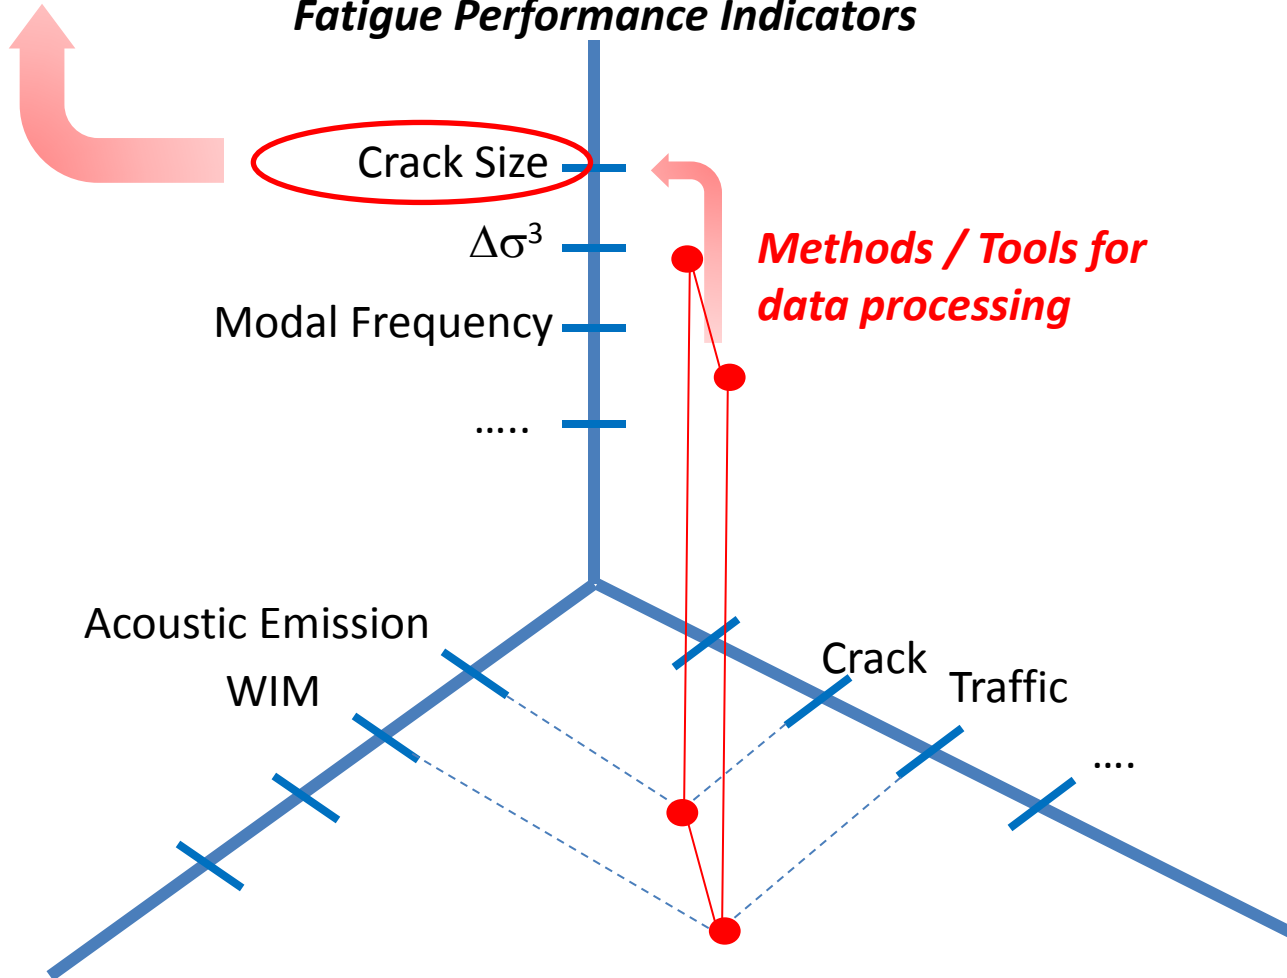 Fatigue Performance Indicators
Crack Size
Δσ³
Methods / Tools for
data processing
Modal Frequency
.....
Acoustic Emission
WIM
Crack
Traffic
....